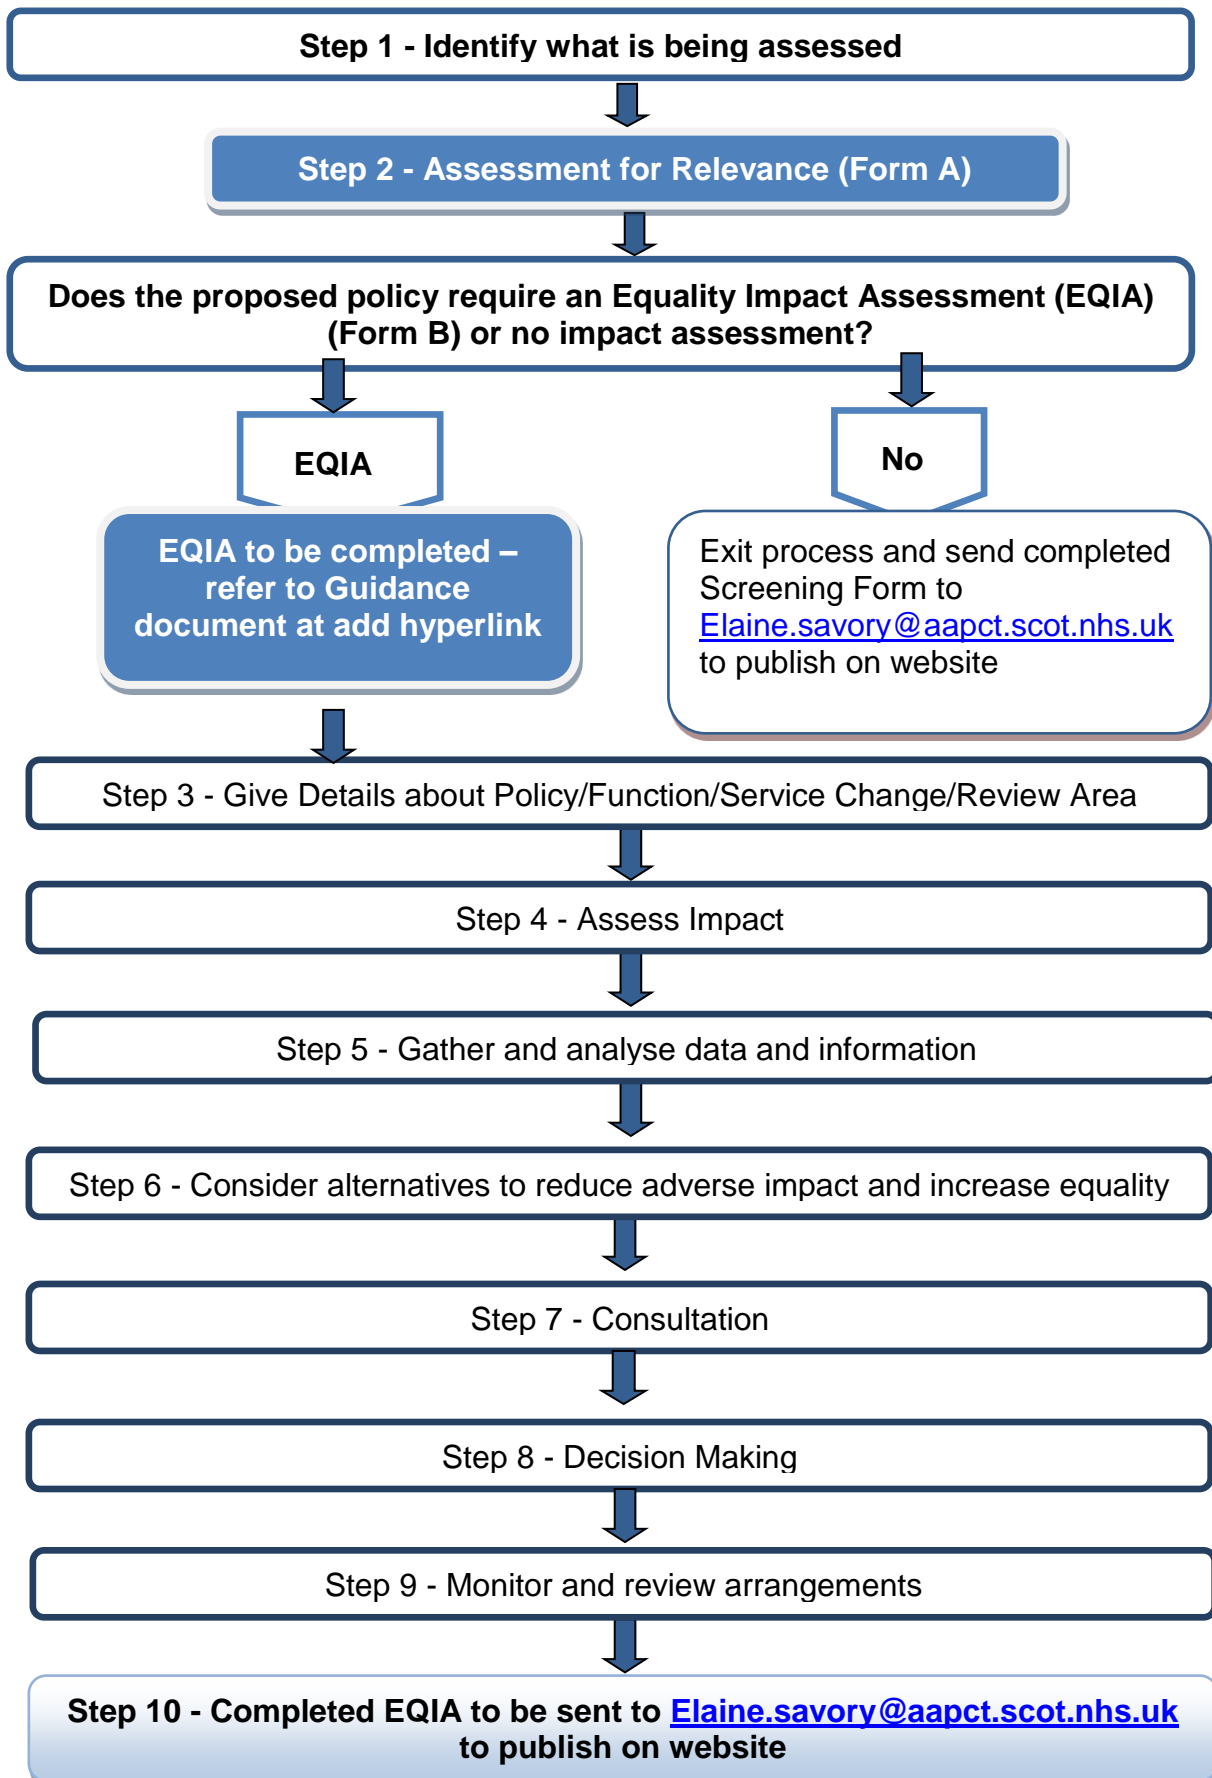 Step 1 - Identify what is being assessed
Step 2 - Assessment for Relevance (Form A)
Does the proposed policy require an Equality Impact Assessment (EQIA)
(Form B) or no impact assessment?
EQIA
No
EQIA to be completed –
refer to Guidance
document at add hyperlink
Exit process and send completed
Screening Form to
Elaine.savory@aapct.scot.nhs.uk
to publish on website
Step 3 - Give Details about Policy/Function/Service Change/Review Area
Step 4 - Assess Impact
Step 5 - Gather and analyse data and information
Step 6 - Consider alternatives to reduce adverse impact and increase equality
Step 7 - Consultation
Step 8 - Decision Making
Step 9 - Monitor and review arrangements
Step 10 - Completed EQIA to be sent to Elaine.savory@aapct.scot.nhs.uk
to publish on website